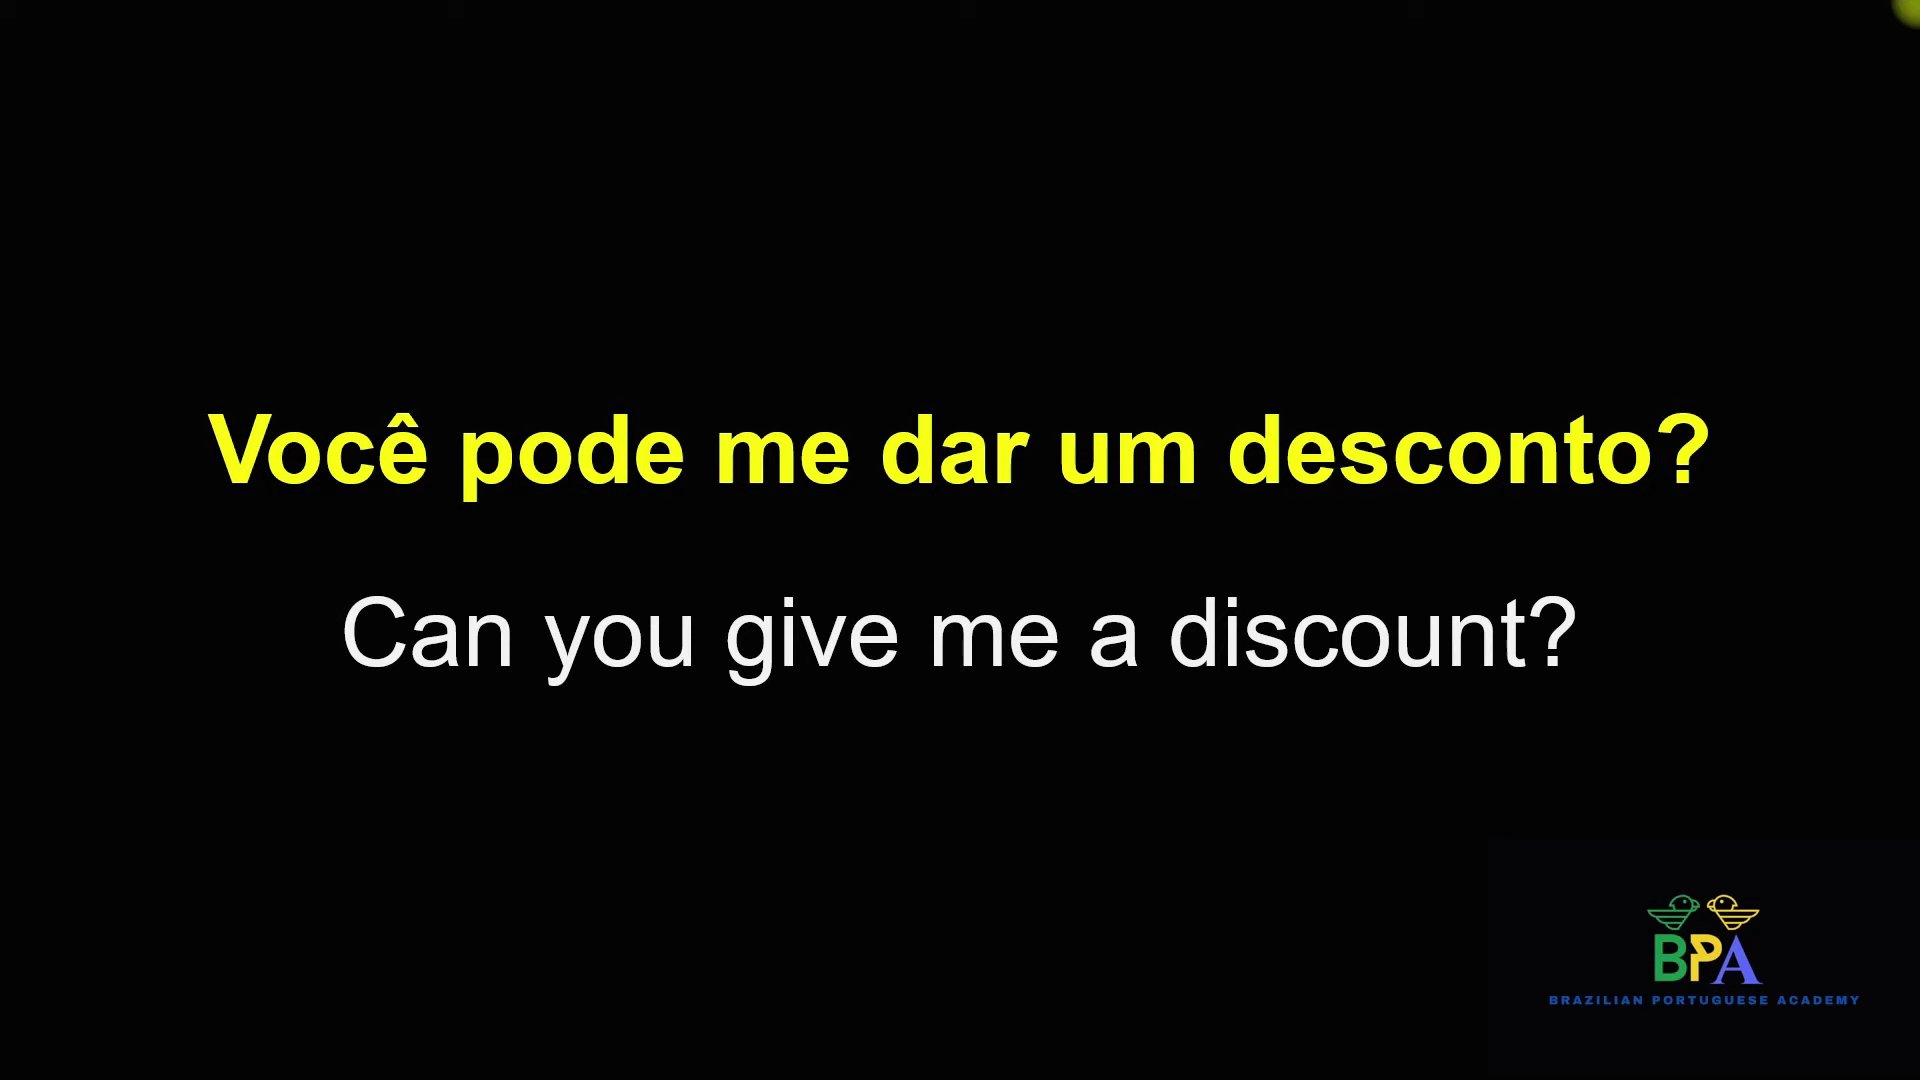 Você pode me dar um desconto?
Can you give me a discount?
BPA
BRAZILIAN PORTUGUESE ACADEMY